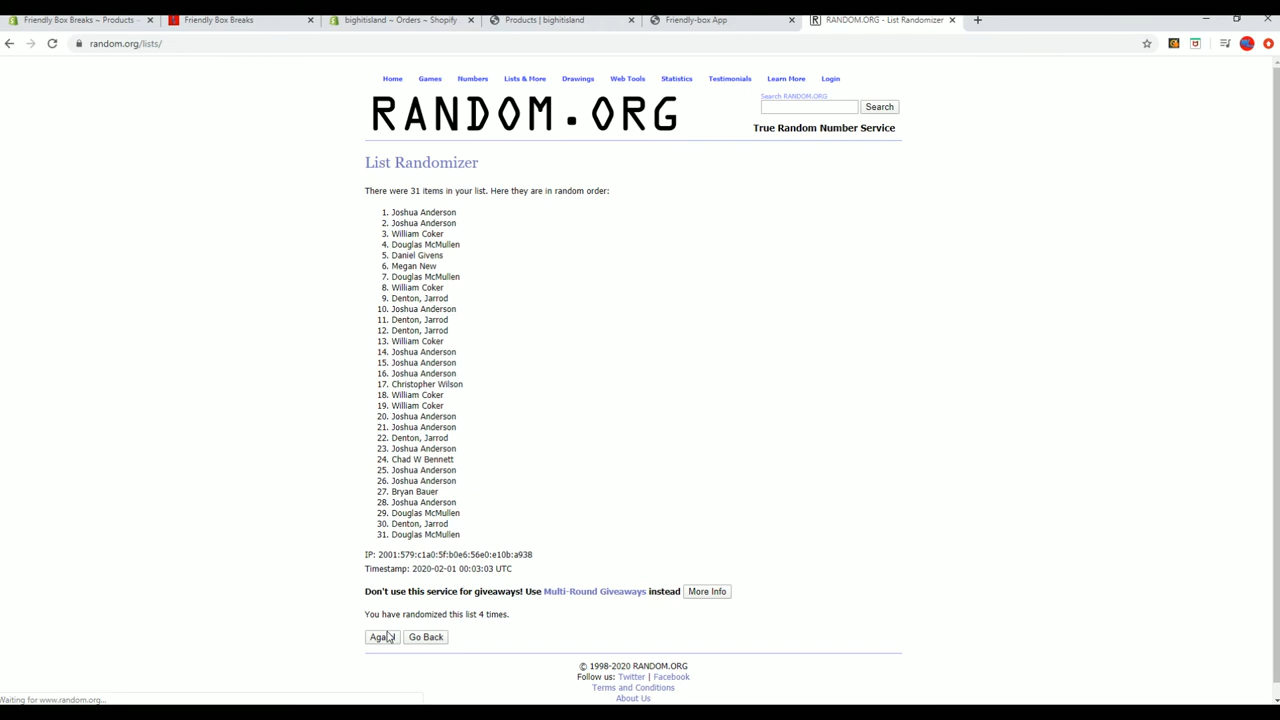 Friendly Box Breaks ~ Products
Friendly Box Breaks
bighitisland ~ Orders ~ Shopify
Products | bighitisland
Friendly-box App
RANDOM.ORG - List Randomizer
random.org/lists/
Home Games Numbers Lists & More Drawings Web Tools Statistics Testimonials Learn More Login
Search RANDOM.ORG
RANDOM.ORG
Search
True Random Number Service
List Randomizer
There were 31 items in your list. Here they are in random order:
1. Joshua Anderson
2. Joshua Anderson
3. William Coker
4. Douglas McMullen
5. Daniel Givens
6. Megan New
7. Douglas McMullen
8. William Coker
9. Denton, Jarrod
10. Joshua Anderson
11. Denton, Jarrod
12. Denton, Jarrod
13. William Coker
14. Joshua Anderson
15. Joshua Anderson
16. Joshua Anderson
17. Christopher Wilson
18. William Coker
19. William Coker
20. Joshua Anderson
21. Joshua Anderson
22. Denton, Jarrod
23. Joshua Anderson
24. Chad W Bennett
25. Joshua Anderson
26. Joshua Anderson
27. Bryan Bauer
28. Joshua Anderson
29. Douglas McMullen
30. Denton, Jarrod
31. Douglas McMullen
IP: 2001:579:c1a0:5f:b0e6:56e0:e10b:a938
Timestamp: 2020-02-01 00:03:03 UTC
Don't use this service for giveaways! Use Multi-Round Giveaways instead More Info
You have randomized this list 4 times.
Again! Go Back
© 1998-2020 RANDOM.ORG
Follow us: Twitter | Facebook
Terms and Conditions
About Us
Waiting for www.random.org...